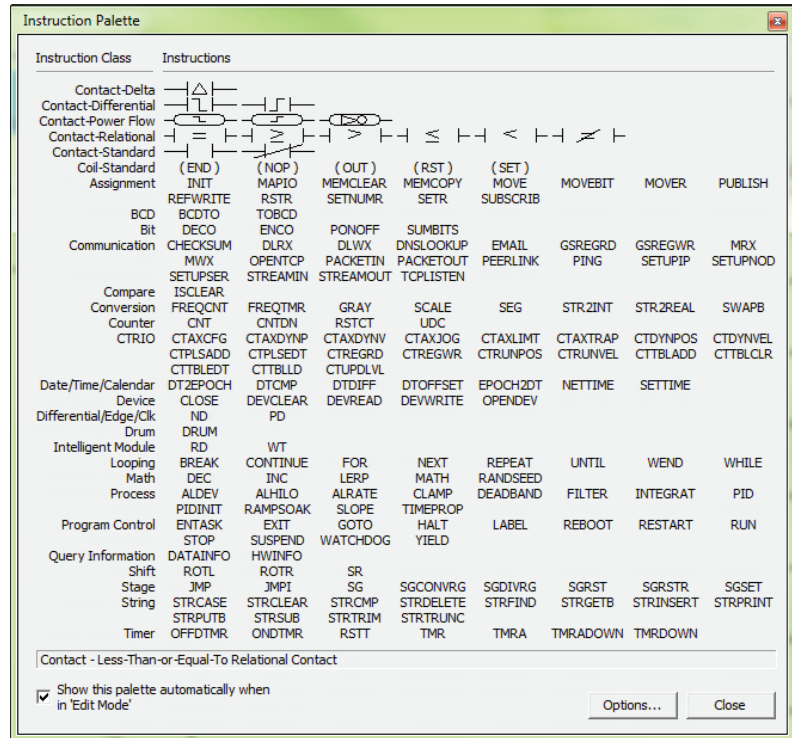 Instruction Palette
Instruction Class Instructions
Contact-Delta
Contact-Differential
Contact-Power Flow
Contact-Relational = ≥ > ≤ < ≠
Contact-Standard
Coil-Standard (END) (NOP) (OUT) (RST) (SET)
Assignment INIT MAPIO MEMCLEAR MEMCOPY MOVE MOVEBIT MOVER PUBLISH
REFWRITE RSTR SETNUMR SETR SUBSCRIB
BCD BCDTO TOBCD
Bit DECO ENCO PONOFF SUMBITS
Communication CHECKSUM DLRX DLWX DNSLOOKUP EMAIL GSREGRD GSREGWR MRX
MWX OPENTCP PACKETIN PACKETOUT PEERLINK PING SETUPIP SETUPNOD
SETUPSER STREAMIN STREAMOUT TCPLISTEN
Compare ISCLEAR
Conversion FREQCNT FREQTMR GRAY SCALE SEG STR2INT STR2REAL SWAPB
Counter CNT CNTDN RSTCT UDC
CTRIO CTAXCFG CTAXDYNP CTAXDYNV CTAXJOG CTAXLIMT CTAXTRAP CTDYNPOS CTDYNVEL
CTPLSADD CTPLSEDT CTREGRD CTREGWR CTRUNPOS CTRUNVEL CTTBLADD CTTBLCLR
CTTBLEDT CTTBLLD CTUPDLVL
Date/Time/Calendar DT2EPOCH DTCMP DTDIFF DTOFFSET EPOCH2DT NETTIME SETTIME
Device CLOSE DEVCLEAR DEVREAD DEVWRITE OPENDEV
Differential/Edge/Clk ND PD
Drum DRUM
Intelligent Module RD WT
Looping BREAK CONTINUE FOR NEXT REPEAT UNTIL WEND WHILE
Math DEC INC LERP MATH RANDSEED
Process ALDEV ALHILO ALRATE CLAMP DEADBAND FILTER INTEGRAT PID
PIDINIT RAMPSOAK SLOPE TIMEPROP
Program Control ENTASK EXIT GOTO HALT LABEL REBOOT RESTART RUN
STOP SUSPEND WATCHDOG YIELD
Query Information DATAINFO HWINFO
Shift ROTL ROTR SR
Stage JMP JMPI SG SGCONVRG SGDIVRG SGRST SGRSTR SGSET
String STRCASE STRCLEAR STRCMP STRDELETE STRFIND STRGETB STRINSERT STRPRINT
STRPUTB STRSUB STRTRIM STRTRUNC
Timer OFFDTMR ONDTMR RSTT TMR TMRA TMRADOWN TMRDOWN
Contact - Less-Than-or-Equal-To Relational Contact
Show this palette automatically when
in 'Edit Mode'
Options... Close